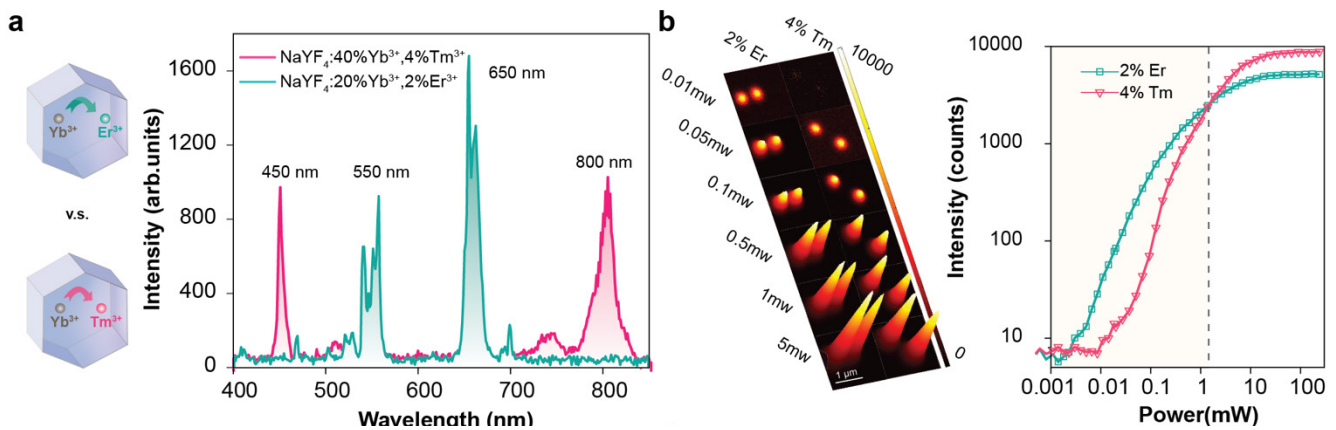 a
Yb³⁺ Er³⁺
v.s.
Yb³⁺ Tm³⁺
Intensity (arb.units)
1600
1200
800
400
0
NaYF₄:40%Yb³⁺,4%Tm³⁺
NaYF₄:20%Yb³⁺,2%Er³⁺
450 nm
550 nm
650 nm
800 nm
400 500 600 700 800
Wavelength (nm)
b
2% Er
4% Tm
10000
0
0.01mw
0.05mw
0.1mw
0.5mw
1mw
5mw
1 μm
Intensity (counts)
10000
1000
100
10
2% Er
4% Tm
0.001 0.01 0.1 1 10 100
Power(mW)